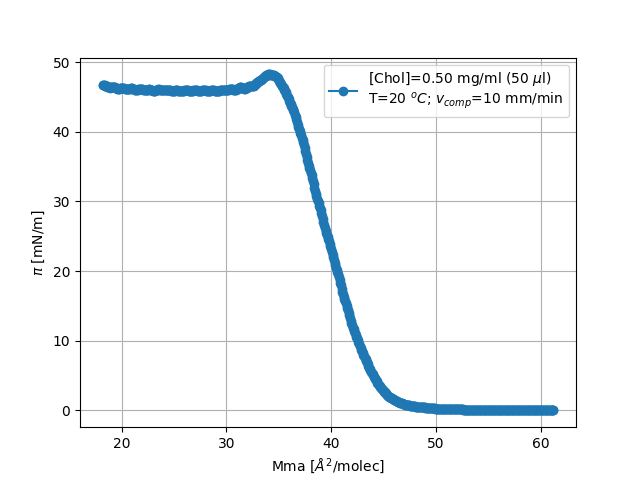 50
40
30
20
10
0
π [mN/m]
[Chol]=0.50 mg/ml (50 μl)
T=20 °C; v_comp=10 mm/min
20 30 40 50 60
Mma [Å²/molec]